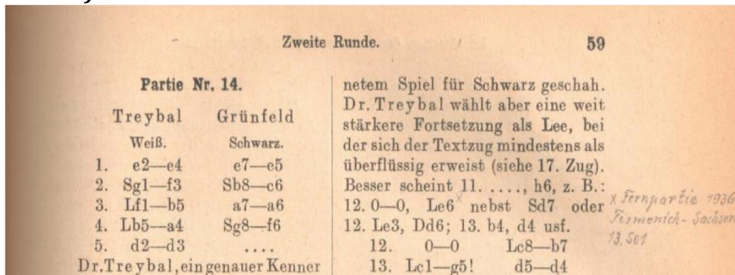 Zweite Runde. 59
Partie Nr. 14.
Treybal Grünfeld
Weiß. Schwarz.
1. e2—e4 e7—e5
2. Sg1—f3 Sb8—c6
3. Lf1—b5 a7—a6
4. Lb5—a4 Sg8—f6
5. d2—d3 ....
Dr. Treybal, ein genauer Kenner
netem Spiel für Schwarz geschah.
Dr. Treybal wählt aber eine weit
stärkere Fortsetzung als Lee, bei
der sich der Textzug mindestens als
überflüssig erweist (siehe 17. Zug).
Besser scheint 11. ...., h6, z. B.:
12. 0—0, Le6 x nebst Sd7 oder
12. Le3, Dd6; 13. b4, d4 usf.
12. 0—0 Lc8—b7
13. Lc1—g5! d5—d4
x Fernpartie 1936
Firmenich - Sachsen
13. Se1